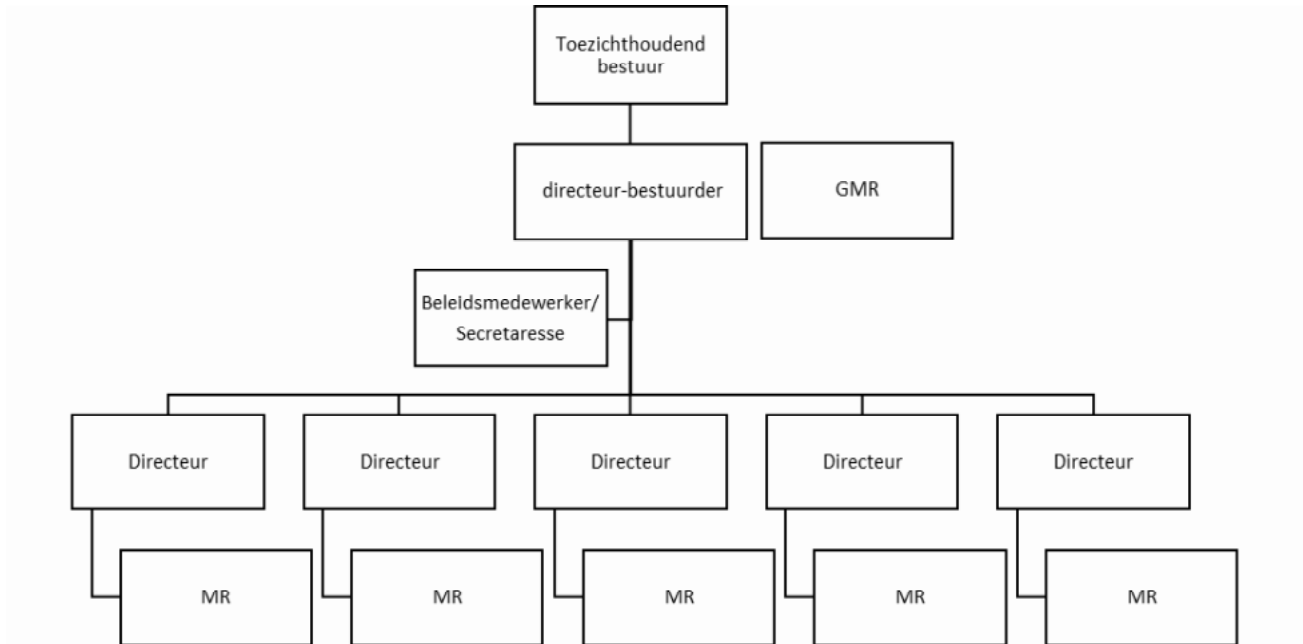 Toezichthoudend
bestuur
directeur-bestuurder
GMR
Beleidsmedewerker/
Secretaresse
Directeur
Directeur
Directeur
Directeur
Directeur
MR
MR
MR
MR
MR